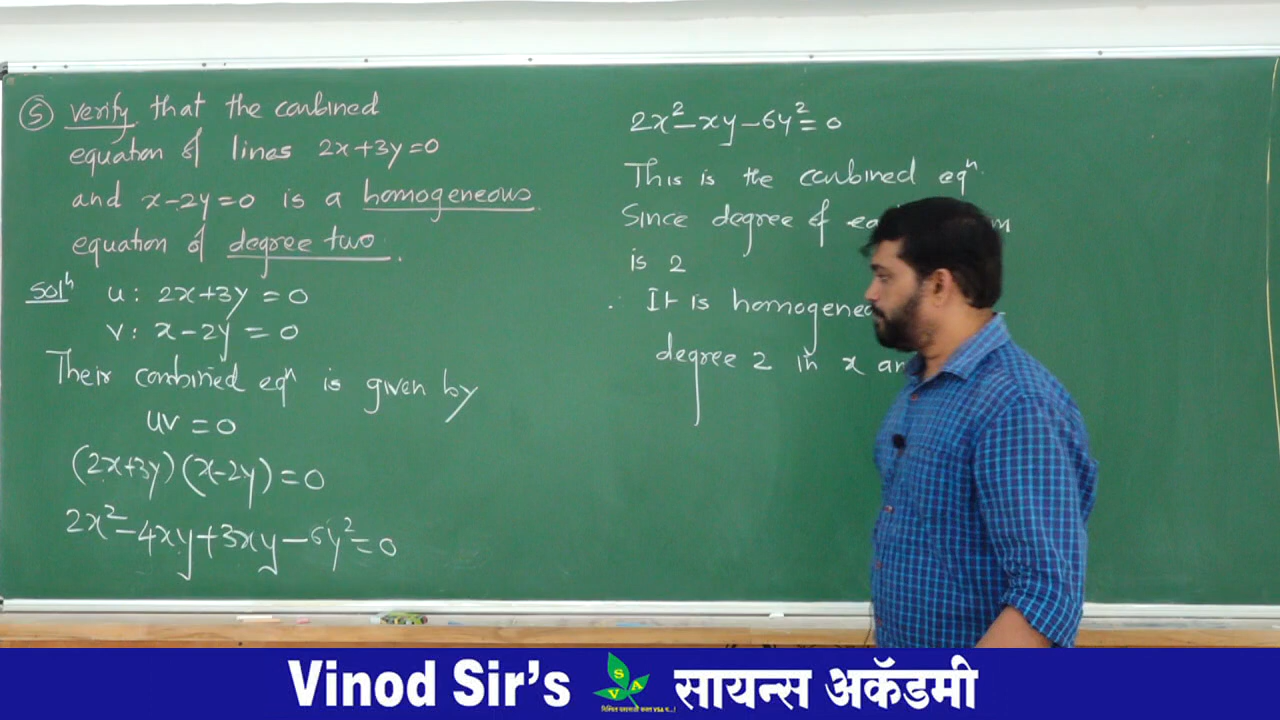 ⑤ Verify that the combined
equation of lines 2x+3y=0
and x-2y=0 is a homogeneous
equation of degree two.
Solⁿ u: 2x+3y=0
v: x-2y=0
Their combined eqⁿ is given by
uv=0
(2x+3y)(x-2y)=0
2x²-4xy+3xy-6y²=0
2x²-xy-6y²=0
This is the combined eqⁿ.
Since degree of
is 2
∴ It is
degree 2 in x
Vinod Sir's SVA सायन्स अकॅडमी